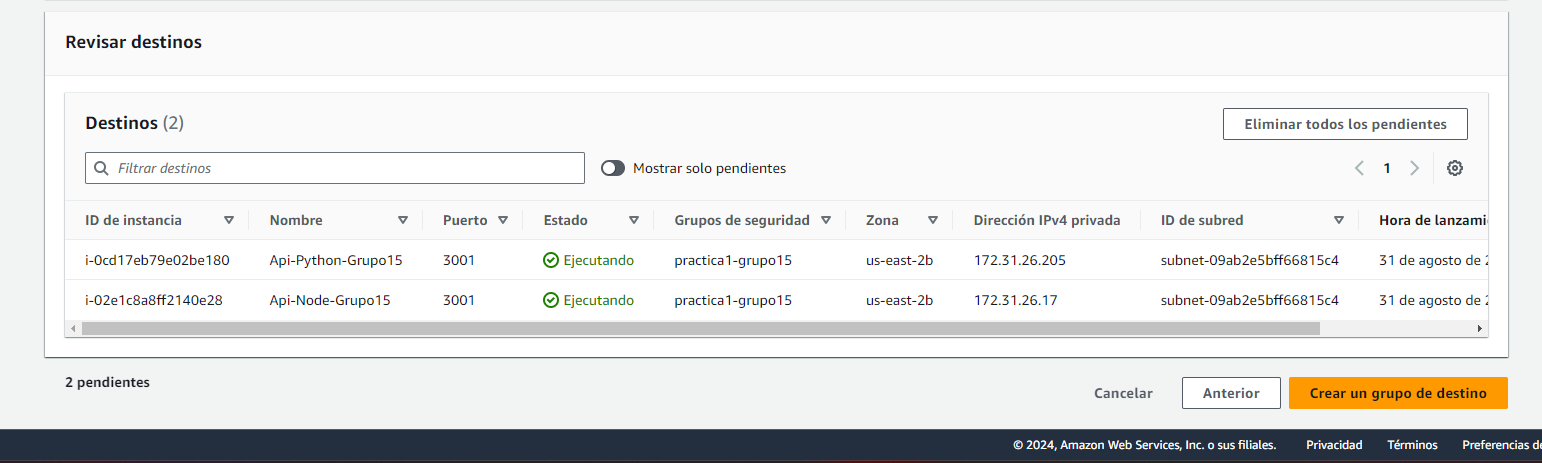 Revisar destinos
Destinos (2)
Eliminar todos los pendientes
Filtrar destinos
Mostrar solo pendientes
1
ID de instancia Nombre Puerto Estado Grupos de seguridad Zona Dirección IPv4 privada ID de subred Hora de lanzami
i-0cd17eb79e02be180 Api-Python-Grupo15 3001 Ejecutando practica1-grupo15 us-east-2b 172.31.26.205 subnet-09ab2e5bff66815c4 31 de agosto de 2
i-02e1c8a8ff2140e28 Api-Node-Grupo15 3001 Ejecutando practica1-grupo15 us-east-2b 172.31.26.17 subnet-09ab2e5bff66815c4 31 de agosto de 2
2 pendientes
Cancelar Anterior Crear un grupo de destino
© 2024, Amazon Web Services, Inc. o sus filiales. Privacidad Términos Preferencias de